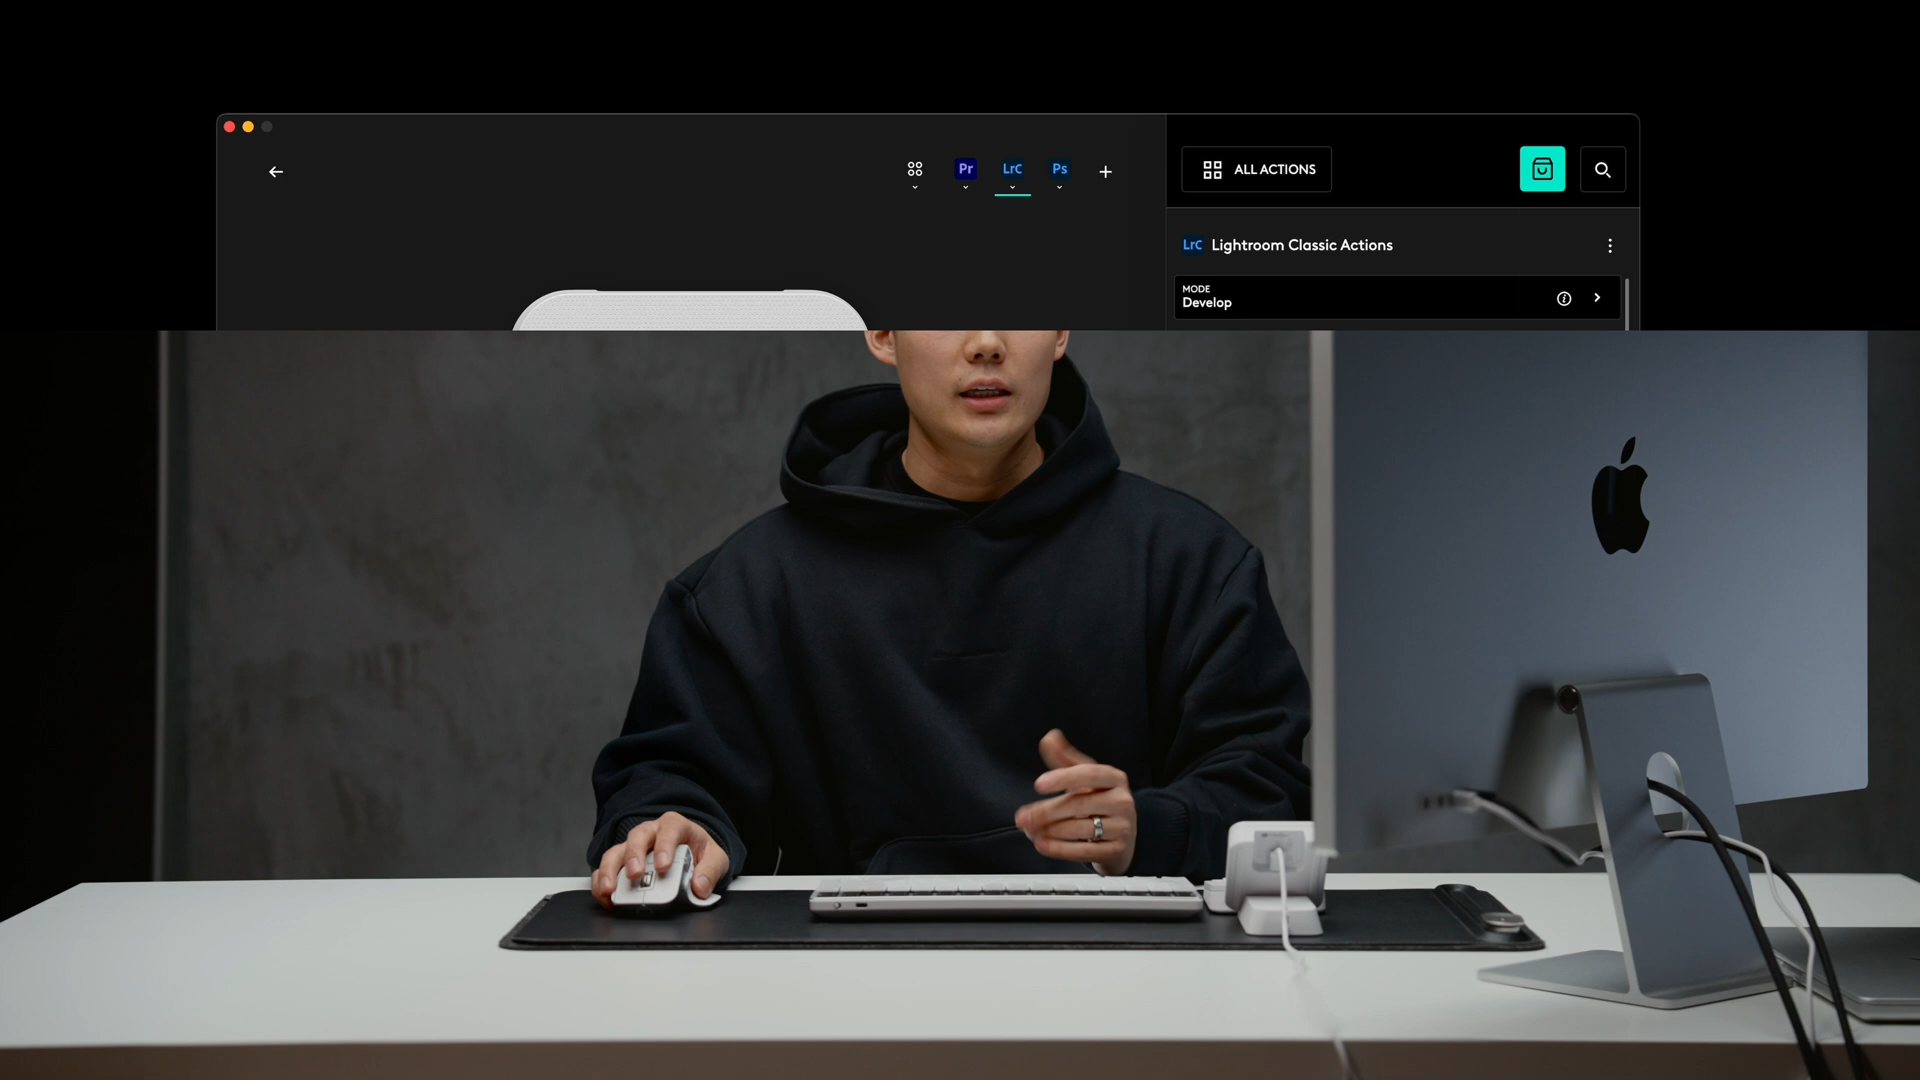 Pr
LrC
Ps
ALL ACTIONS
LrC Lightroom Classic Actions
MODE
Develop